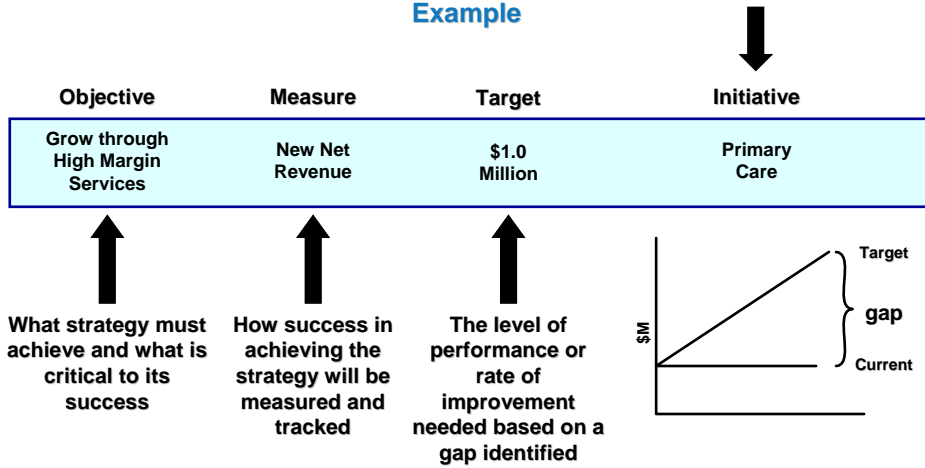 Example
Objective
Measure
Target
Initiative
Grow through
High Margin
Services
New Net
Revenue
$1.0
Million
Primary
Care
What strategy must
achieve and what is
critical to its
success
How success in
achieving the
strategy will be
measured and
tracked
The level of
performance or
rate of
improvement
needed based on a
gap identified
$M
Target
gap
Current